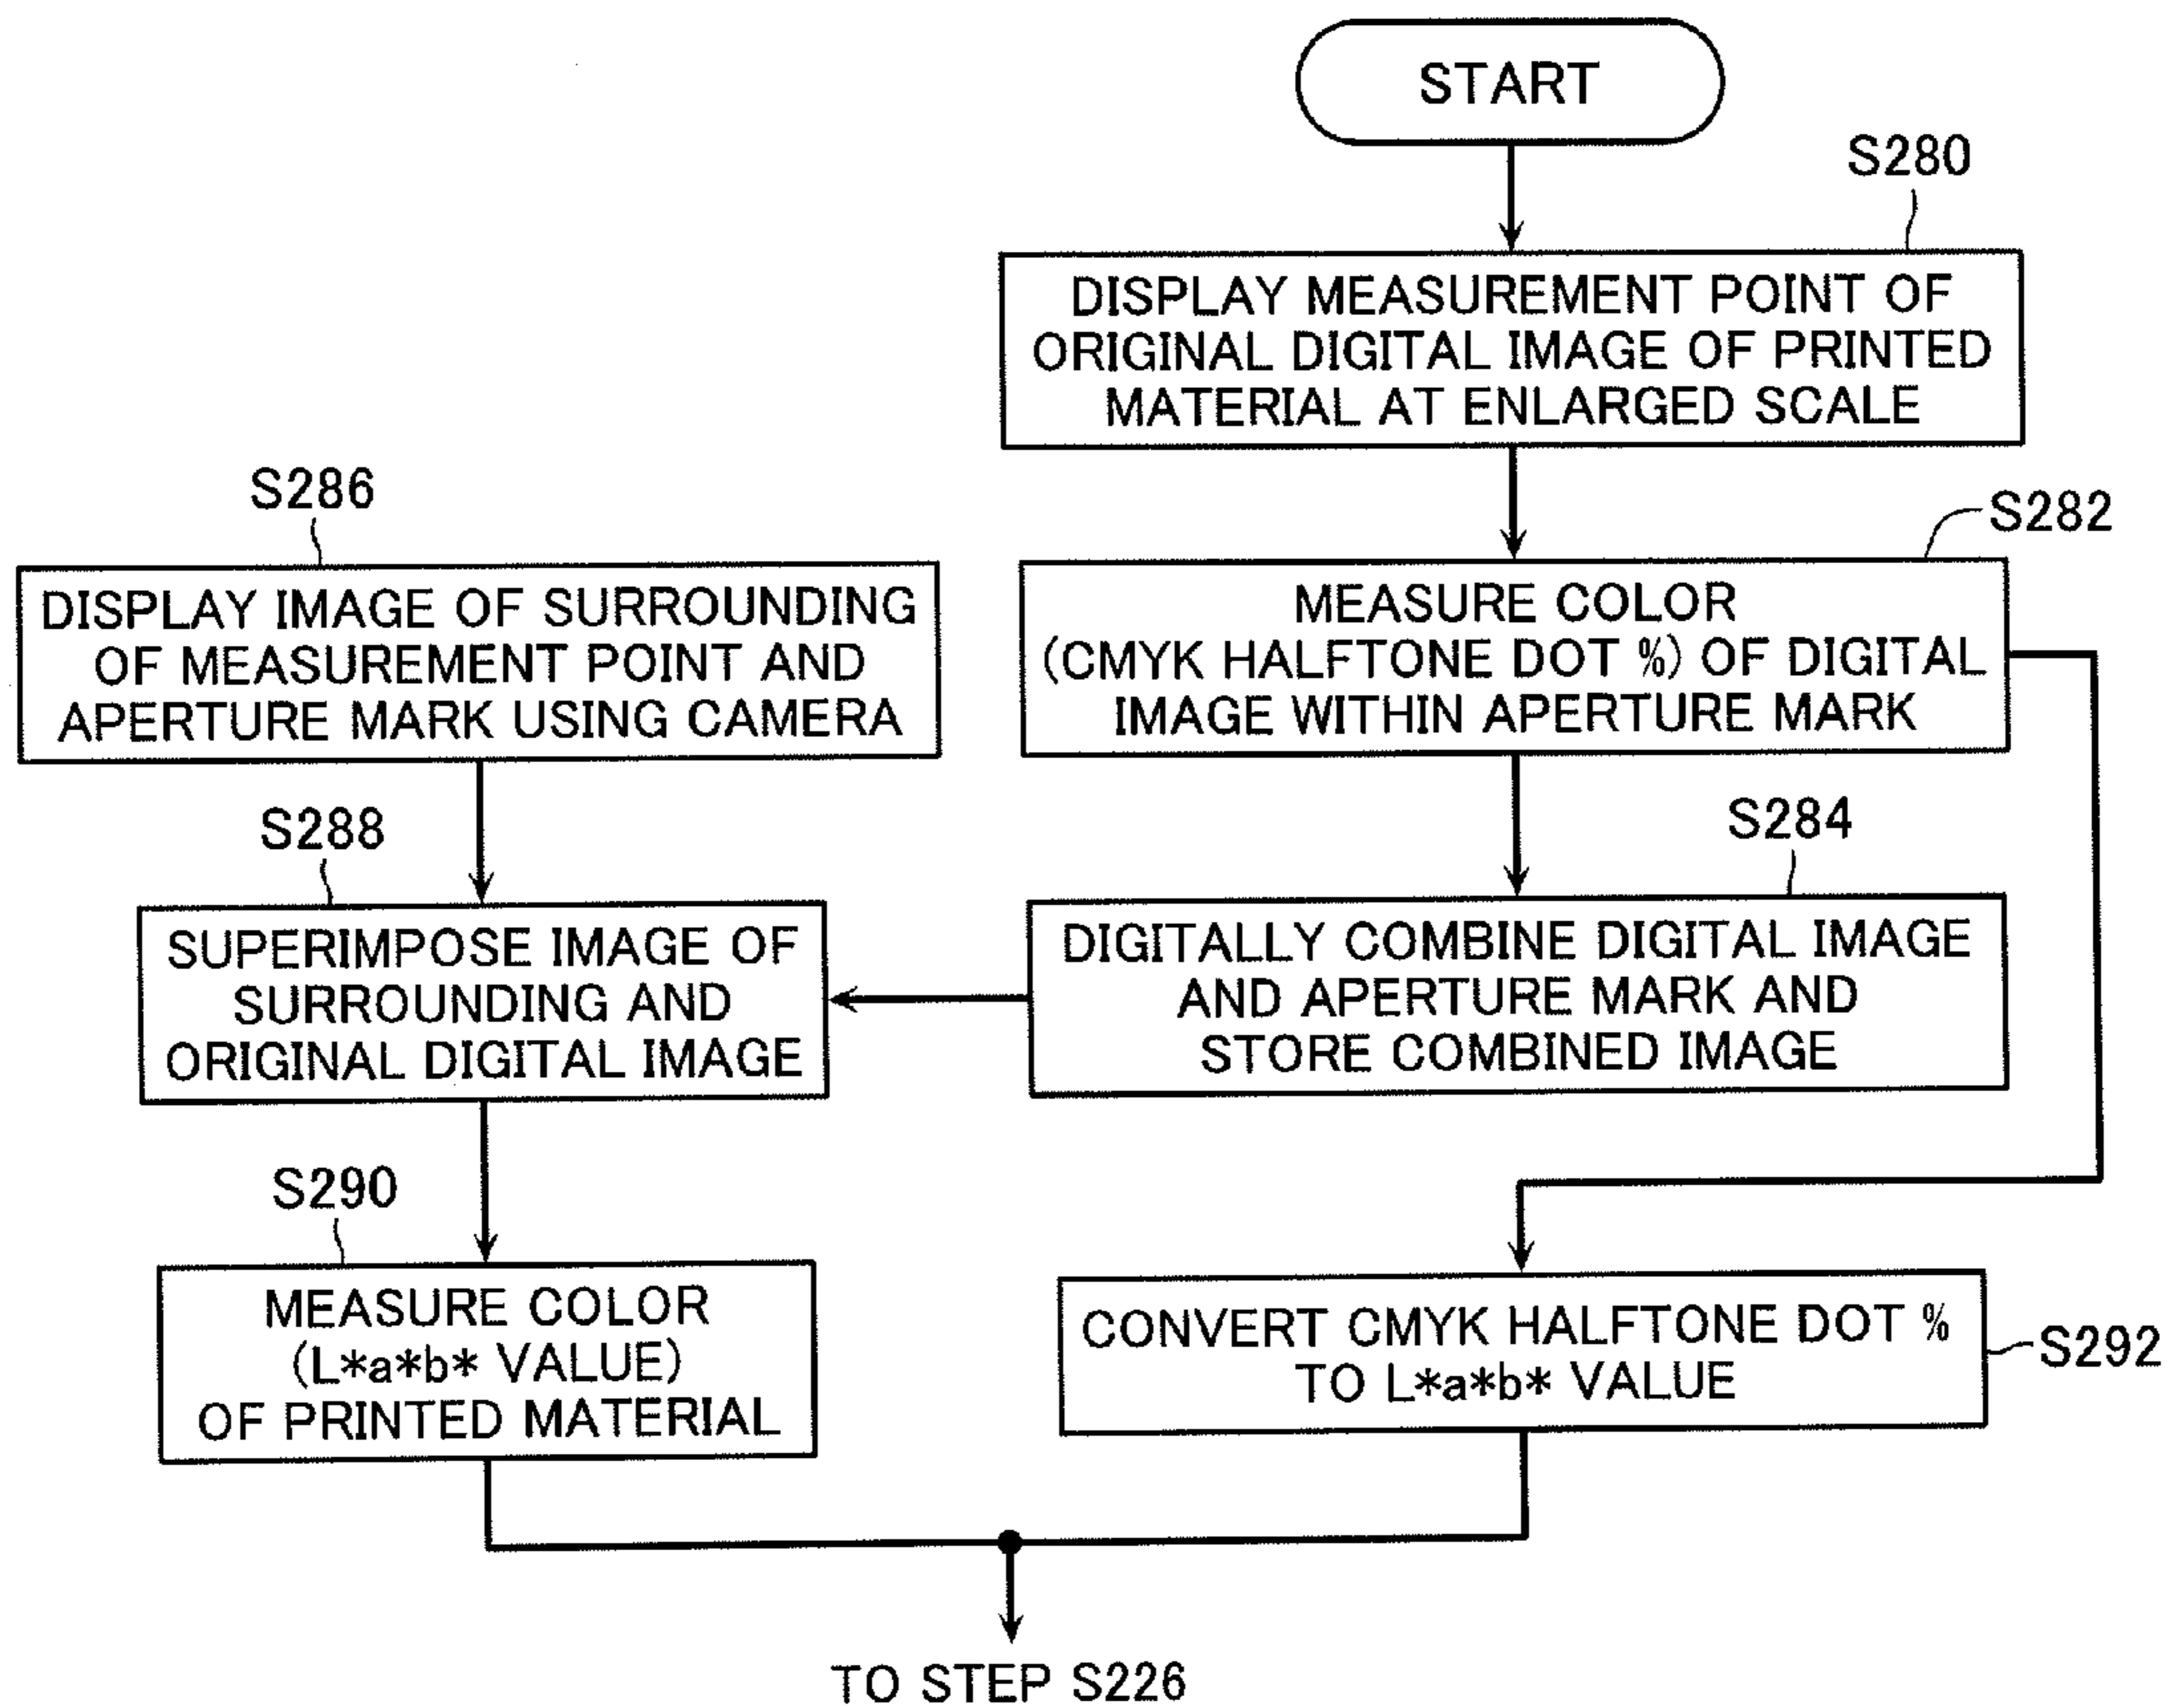 START
S280
DISPLAY MEASUREMENT POINT OF
ORIGINAL DIGITAL IMAGE OF PRINTED
MATERIAL AT ENLARGED SCALE
S286
DISPLAY IMAGE OF SURROUNDING
OF MEASUREMENT POINT AND
APERTURE MARK USING CAMERA
S282
MEASURE COLOR
(CMYK HALFTONE DOT %) OF DIGITAL
IMAGE WITHIN APERTURE MARK
S288
SUPERIMPOSE IMAGE OF
SURROUNDING AND
ORIGINAL DIGITAL IMAGE
S284
DIGITALLY COMBINE DIGITAL IMAGE
AND APERTURE MARK AND
STORE COMBINED IMAGE
S290
MEASURE COLOR
(L*a*b* VALUE)
OF PRINTED MATERIAL
CONVERT CMYK HALFTONE DOT %
TO L*a*b* VALUE
S292
TO STEP S226